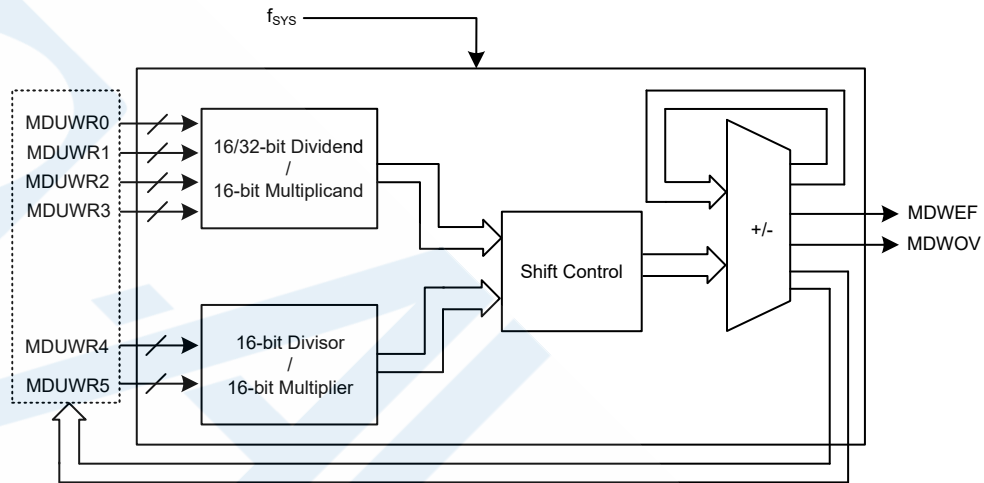 fSYS
MDUWR0
MDUWR1
MDUWR2
MDUWR3
16/32-bit Dividend
/
16-bit Multiplicand
Shift Control
+/-
MDWEF
MDWOV
MDUWR4
MDUWR5
16-bit Divisor
/
16-bit Multiplier